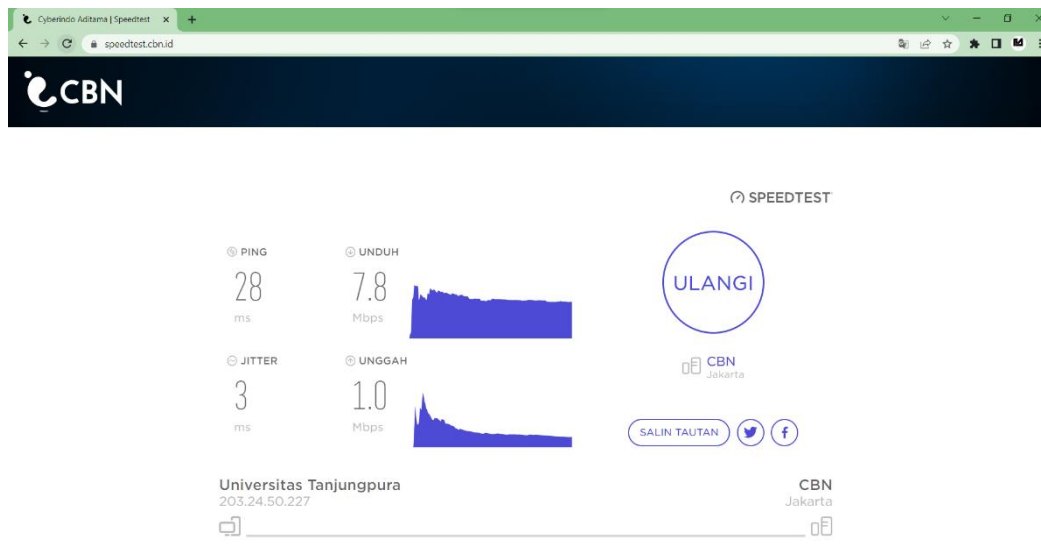 Cyberindo Aditama | Speedtest
speedtest.cbn.id
CBN
SPEEDTEST
PING
28
ms
UNDUH
7.8
Mbps
ULANGI
JITTER
3
ms
UNGGAH
1.0
Mbps
CBN
Jakarta
SALIN TAUTAN
Universitas Tanjungpura
203.24.50.227
CBN
Jakarta